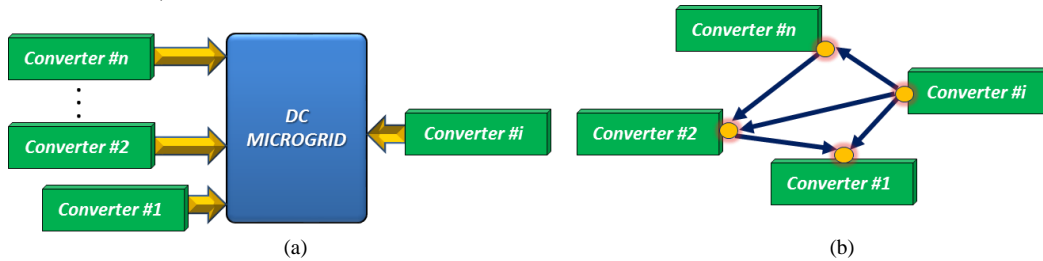 Converter #n
Converter #2
Converter #1
DC
MICROGRID
Converter #i
(a)
Converter #n
Converter #i
Converter #2
Converter #1
(b)